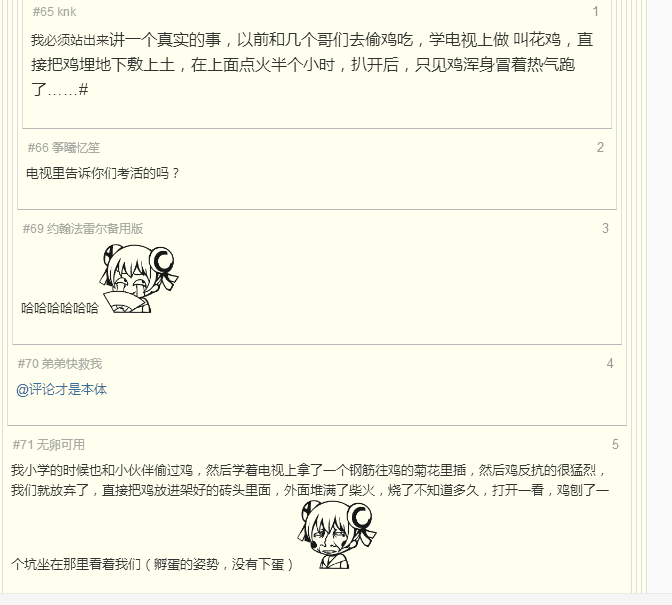 #65 knk 1
我必须站出来讲一个真实的事，以前和几个哥们去偷鸡吃，学电视上做 叫花鸡，直
接把鸡埋地下敷上土，在上面点火半个小时，扒开后，只见鸡浑身冒着热气跑
了……#
#66 筝曦忆笙 2
电视里告诉你们考活的吗？
#69 约翰法雷尔备用版 3
哈哈哈哈哈哈
#70 弟弟快救我 4
@评论才是本体
#71 无卵可用 5
我小学的时候也和小伙伴偷过鸡，然后学着电视上拿了一个钢筋往鸡的菊花里插，然后鸡反抗的很猛烈，
我们就放弃了，直接把鸡放进架好的砖头里面，外面堆满了柴火，烧了不知道多久，打开一看，鸡刨了一
个坑坐在那里看着我们（孵蛋的姿势，没有下蛋）